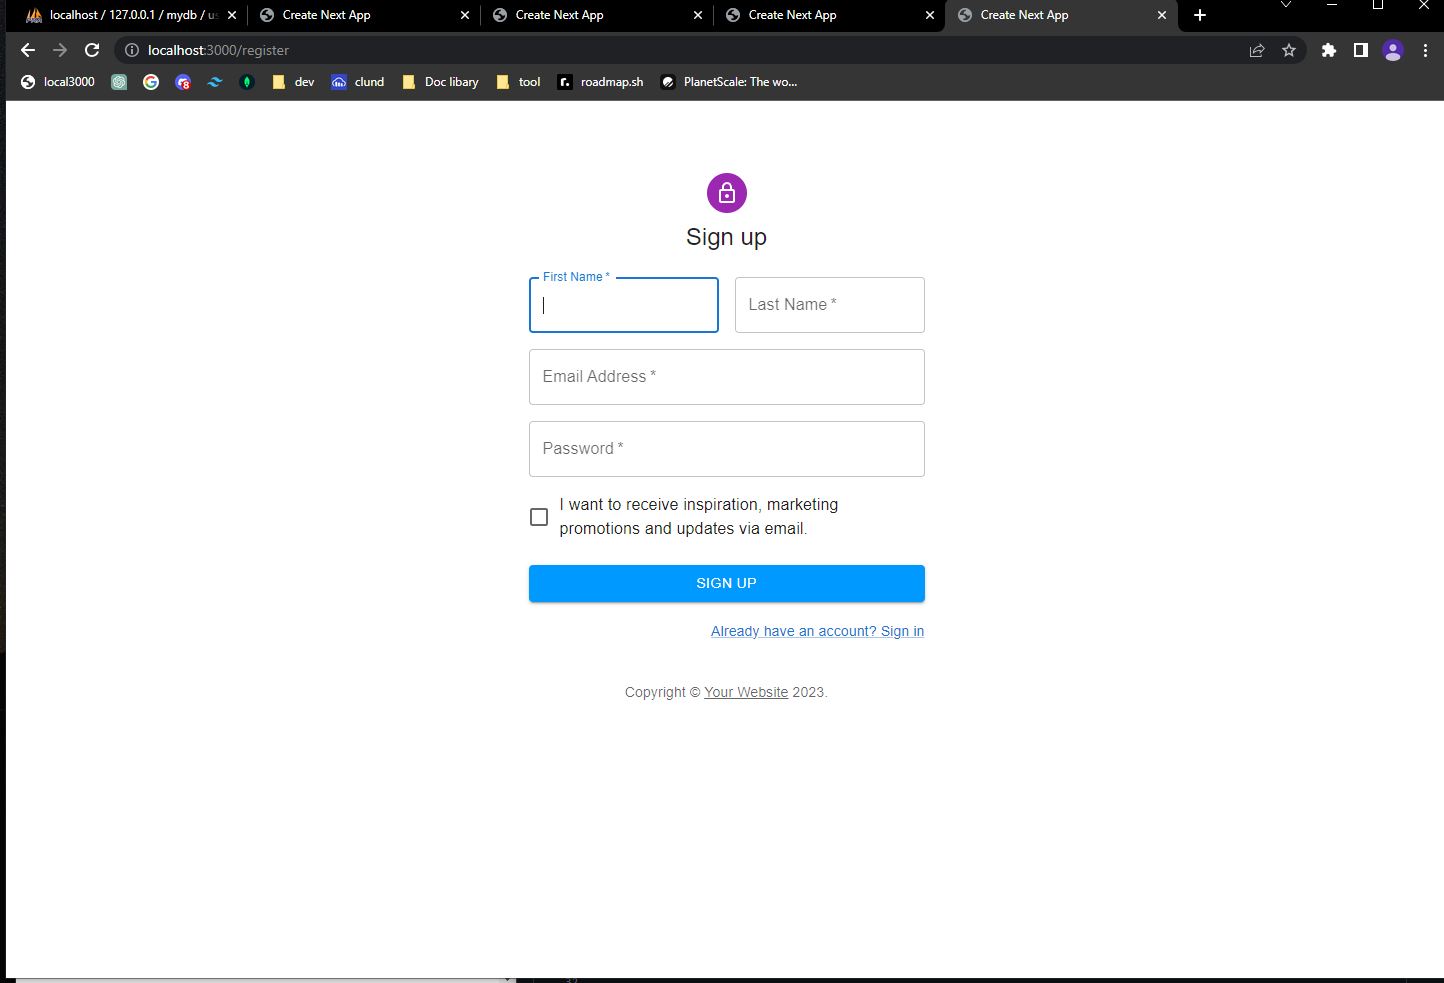 localhost / 127.0.0.1 / mydb / us
Create Next App
Create Next App
Create Next App
Create Next App
localhost:3000/register
local3000
dev
clund
Doc libary
tool
r.
roadmap.sh
PlanetScale: The wo...
Sign up
First Name *
Last Name *
Email Address *
Password *
I want to receive inspiration, marketing
promotions and updates via email.
SIGN UP
Already have an account? Sign in
Copyright © Your Website 2023.